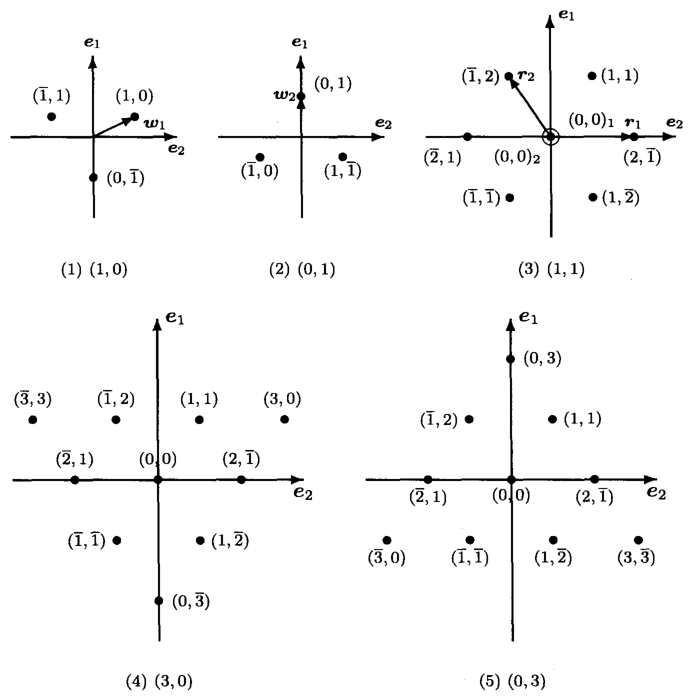 e₁
(1̅, 1)
(1, 0)
w₁
e₂
(0, 1̅)
(1) (1, 0)
e₁
(0, 1)
w₂
e₂
(1̅, 0)
(1, 1̅)
(2) (0, 1)
e₁
(1̅, 2)
r₂
(1, 1)
(0, 0)₁
r₁
e₂
(2̅, 1)
(0, 0)₂
(2, 1̅)
(1̅, 1̅)
(1, 2̅)
(3) (1, 1)
e₁
(3̅, 3)
(1̅, 2)
(1, 1)
(3, 0)
(2̅, 1)
(0, 0)
(2, 1̅)
e₂
(1̅, 1̅)
(1, 2̅)
(0, 3̅)
(4) (3, 0)
e₁
(0, 3)
(1̅, 2)
(1, 1)
(2̅, 1)
(0, 0)
(2, 1̅)
e₂
(3̅, 0)
(1̅, 1̅)
(1, 2̅)
(3, 3̅)
(5) (0, 3)